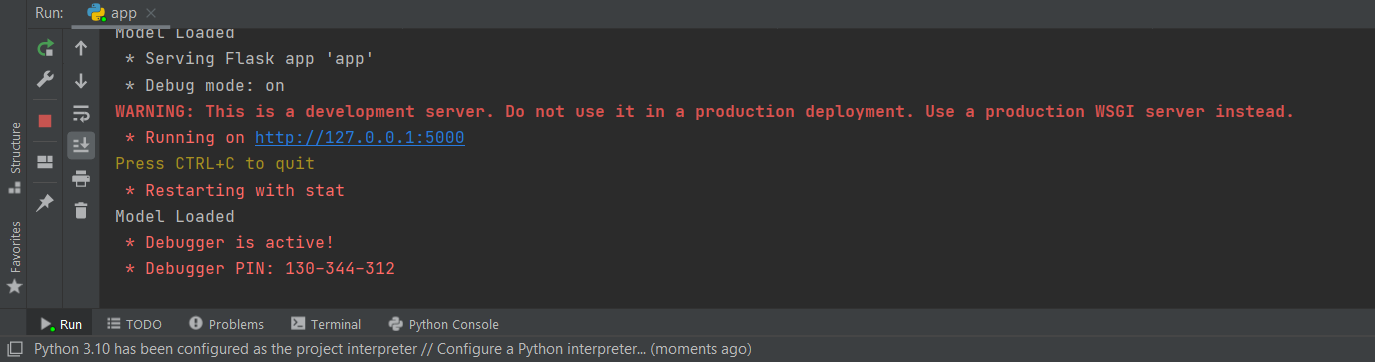 Run:
app
Model Loaded
* Serving Flask app 'app'
* Debug mode: on
WARNING: This is a development server. Do not use it in a production deployment. Use a production WSGI server instead.
* Running on http://127.0.0.1:5000
Press CTRL+C to quit
* Restarting with stat
Model Loaded
* Debugger is active!
* Debugger PIN: 130-344-312
Structure
Favorites
Run
TODO
Problems
Terminal
Python Console
Python 3.10 has been configured as the project interpreter // Configure a Python interpreter... (moments ago)